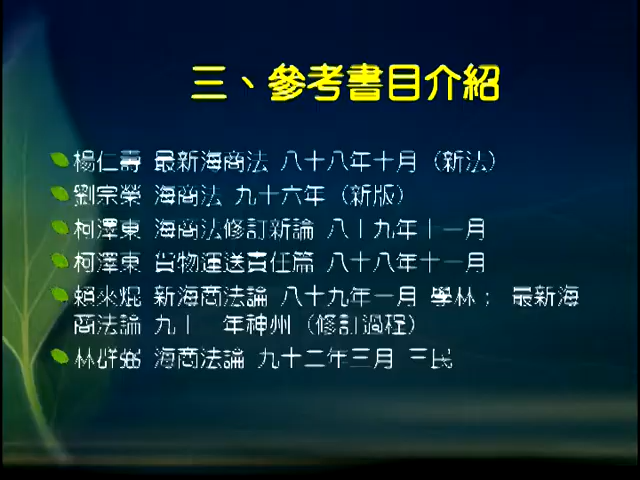 三、參考書目介紹
楊仁壽 最新海商法 八十八年十月（新法）
劉宗榮 海商法 九十六年（新版）
柯澤東 海商法修訂新論 八十九年十一月
柯澤東 貨物運送責任篇 八十八年十一月
賴來焜 新海商法論 八十九年一月 學林； 最新海
商法論 九十 年神州（修訂過程）
林群弼 海商法論 九十二年三月 三民